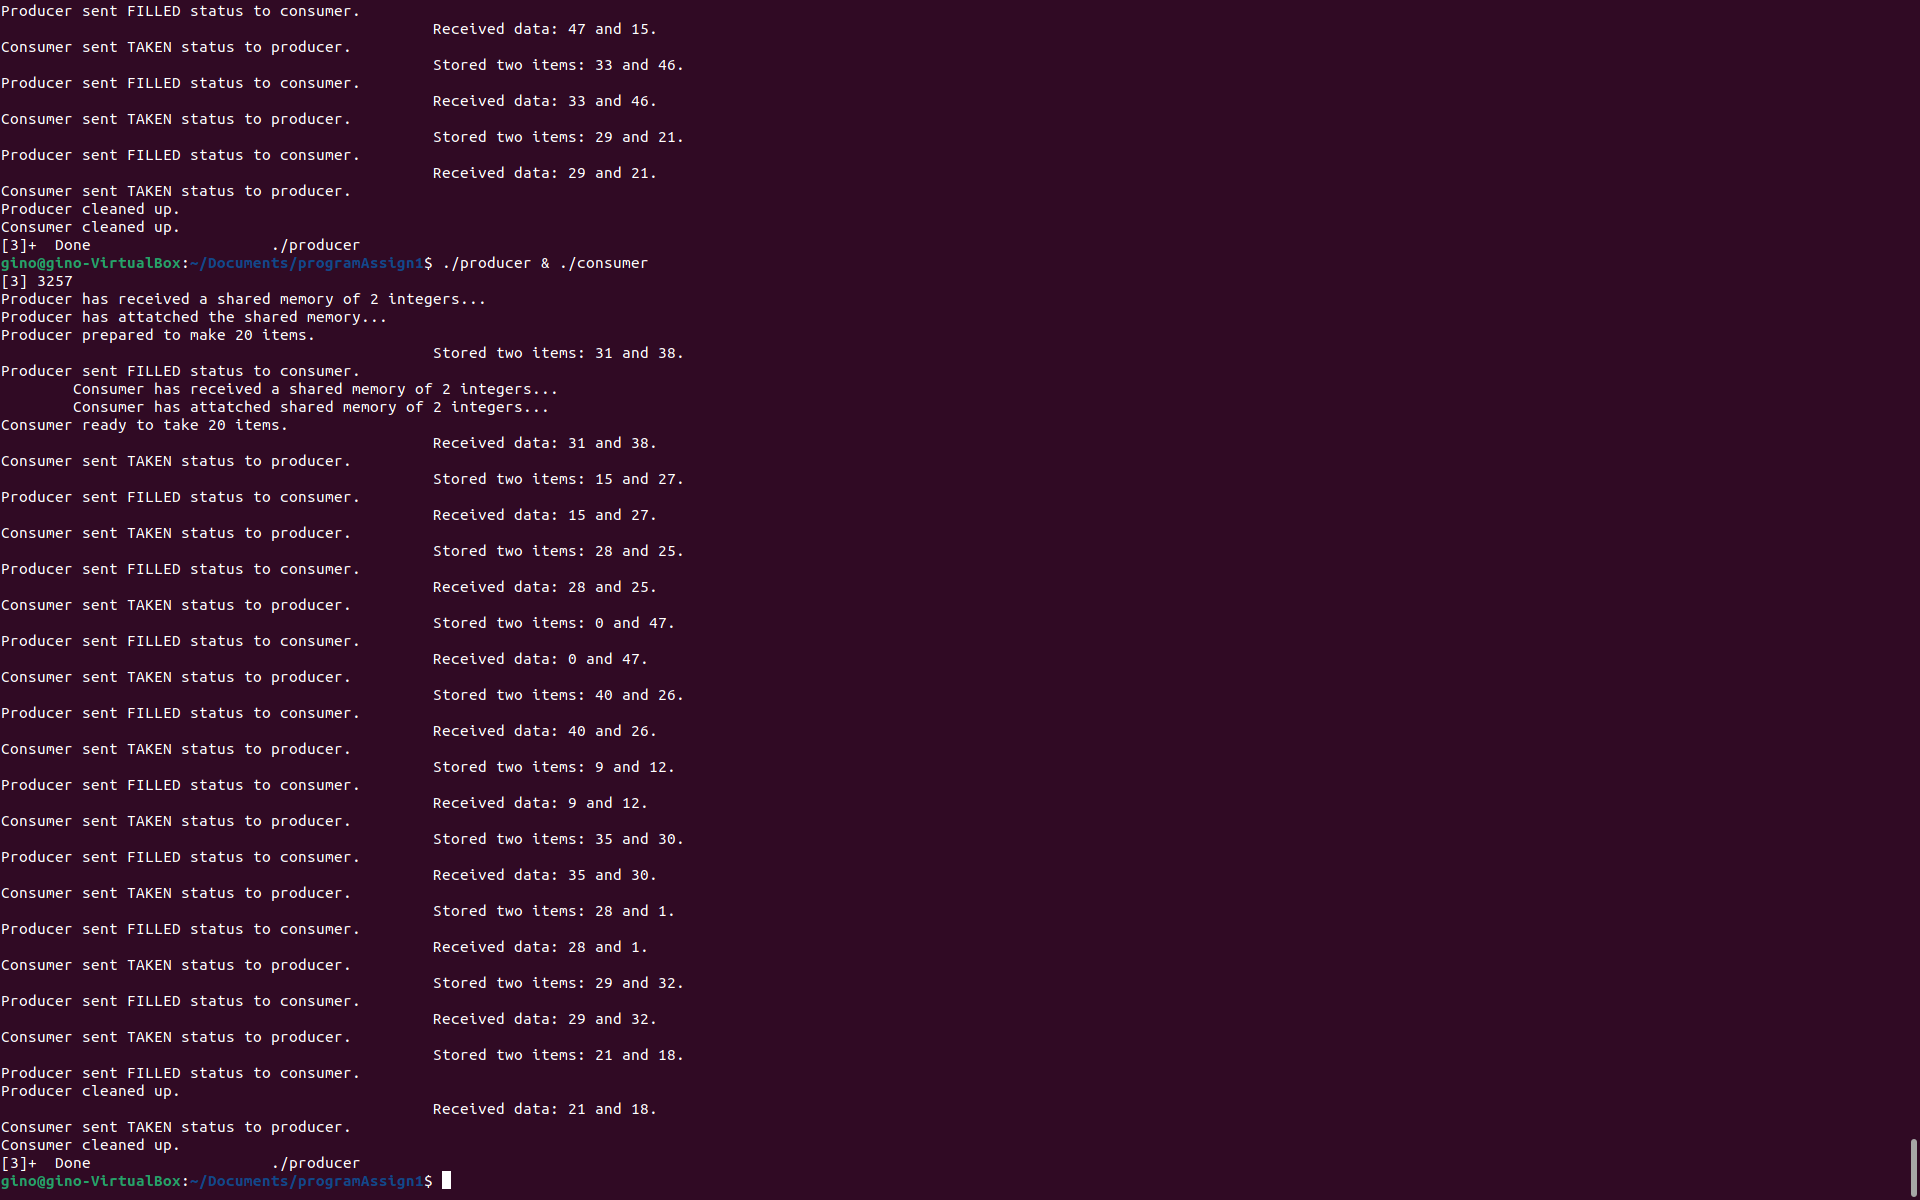 Producer sent FILLED status to consumer.
Received data: 47 and 15.
Consumer sent TAKEN status to producer.
Stored two items: 33 and 46.
Producer sent FILLED status to consumer.
Received data: 33 and 46.
Consumer sent TAKEN status to producer.
Stored two items: 29 and 21.
Producer sent FILLED status to consumer.
Received data: 29 and 21.
Consumer sent TAKEN status to producer.
Producer cleaned up.
Consumer cleaned up.
[3]+  Done                    ./producer
gino@gino-VirtualBox:~/Documents/programAssign1$ ./producer & ./consumer
[3] 3257
Producer has received a shared memory of 2 integers...
Producer has attatched the shared memory...
Producer prepared to make 20 items.
Stored two items: 31 and 38.
Producer sent FILLED status to consumer.
Consumer has received a shared memory of 2 integers...
Consumer has attatched shared memory of 2 integers...
Consumer ready to take 20 items.
Received data: 31 and 38.
Consumer sent TAKEN status to producer.
Stored two items: 15 and 27.
Producer sent FILLED status to consumer.
Received data: 15 and 27.
Consumer sent TAKEN status to producer.
Stored two items: 28 and 25.
Producer sent FILLED status to consumer.
Received data: 28 and 25.
Consumer sent TAKEN status to producer.
Stored two items: 0 and 47.
Producer sent FILLED status to consumer.
Received data: 0 and 47.
Consumer sent TAKEN status to producer.
Stored two items: 40 and 26.
Producer sent FILLED status to consumer.
Received data: 40 and 26.
Consumer sent TAKEN status to producer.
Stored two items: 9 and 12.
Producer sent FILLED status to consumer.
Received data: 9 and 12.
Consumer sent TAKEN status to producer.
Stored two items: 35 and 30.
Producer sent FILLED status to consumer.
Received data: 35 and 30.
Consumer sent TAKEN status to producer.
Stored two items: 28 and 1.
Producer sent FILLED status to consumer.
Received data: 28 and 1.
Consumer sent TAKEN status to producer.
Stored two items: 29 and 32.
Producer sent FILLED status to consumer.
Received data: 29 and 32.
Consumer sent TAKEN status to producer.
Stored two items: 21 and 18.
Producer sent FILLED status to consumer.
Producer cleaned up.
Received data: 21 and 18.
Consumer sent TAKEN status to producer.
Consumer cleaned up.
[3]+  Done                    ./producer
gino@gino-VirtualBox:~/Documents/programAssign1$